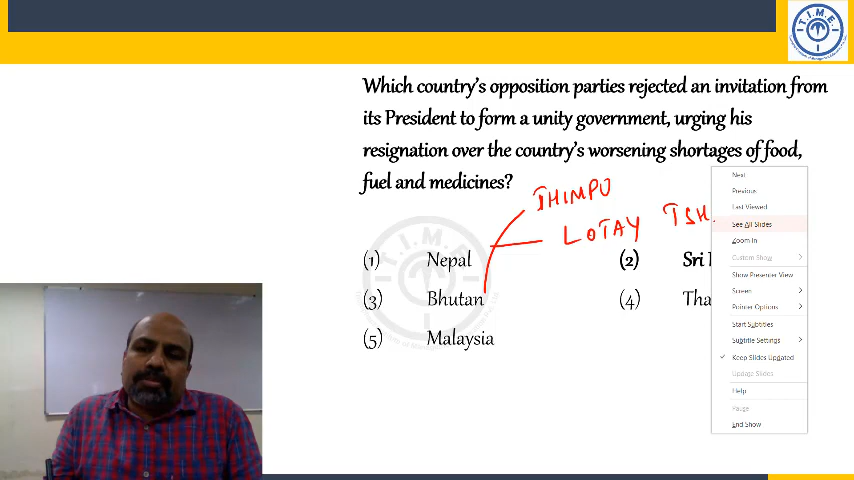 T.I.M.E.
Which country's opposition parties rejected an invitation from
its President to form a unity government, urging his
resignation over the country's worsening shortages of food,
fuel and medicines?
THIMPU
LOTAY TSH
(1) Nepal (2) Sri
(3) Bhutan (4) Tha
(5) Malaysia
Next
Previous
Last Viewed
See All Slides
Zoom In
Custom Show
Show Presenter View
Screen
Pointer Options
Start Subtitles
Subtitle Settings
Keep Slides Updated
Update Slides
Help
Pause
End Show